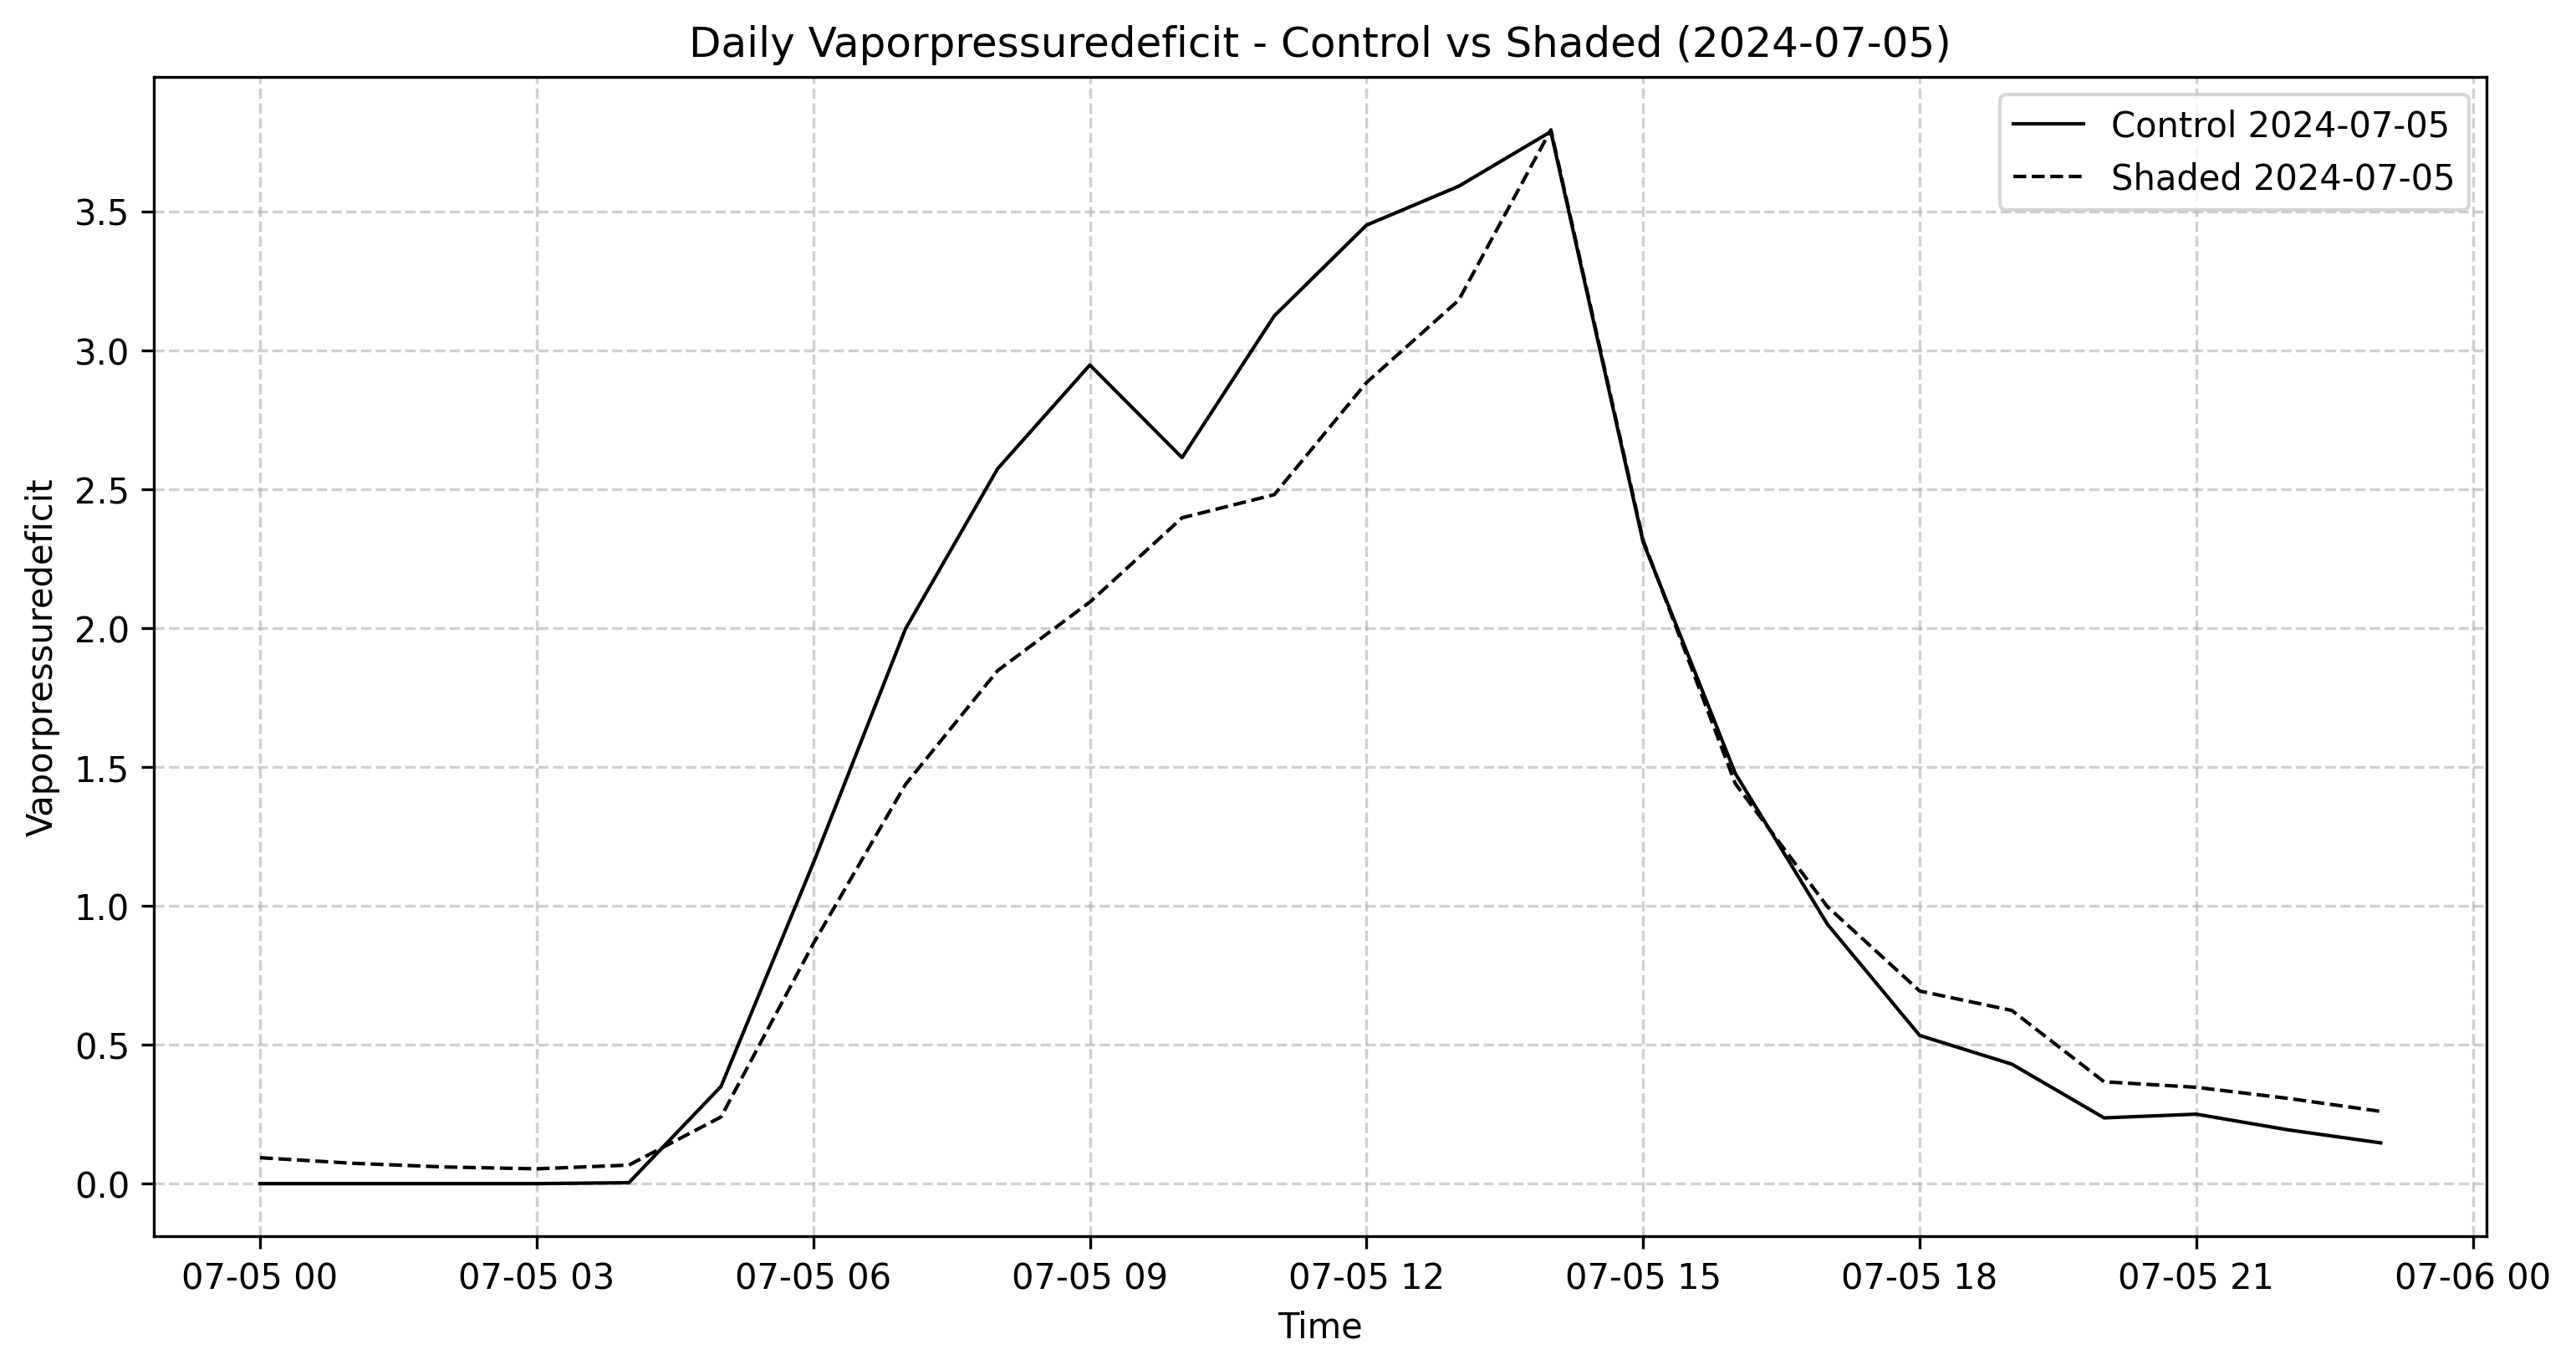 Daily Vaporpressuredeficit - Control vs Shaded (2024-07-05)
Control 2024-07-05
Shaded 2024-07-05
Vaporpressuredeficit
3.5
3.0
2.5
2.0
1.5
1.0
0.5
0.0
07-05 00 07-05 03 07-05 06 07-05 09 07-05 12 07-05 15 07-05 18 07-05 21 07-06 00
Time